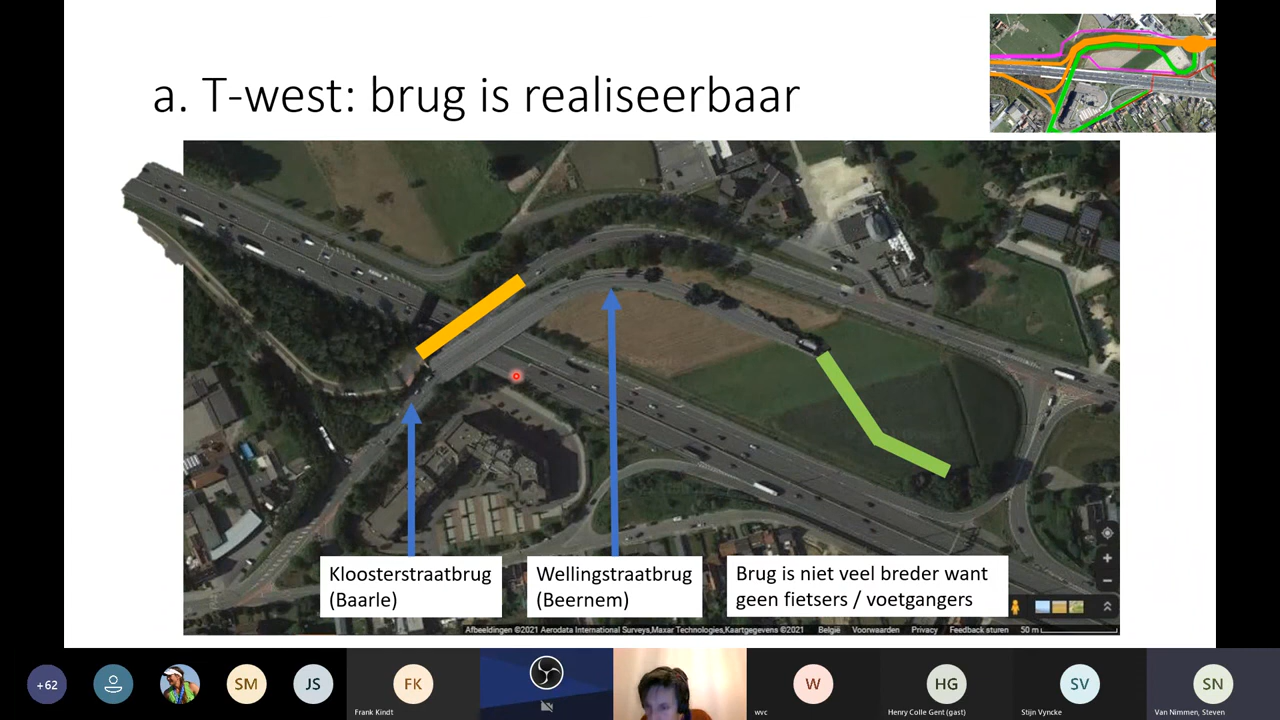 a. T-west: brug is realiseerbaar
Kloosterstraatbrug
(Baarle)
Wellingstraatbrug
(Beernem)
Brug is niet veel breder want
geen fietsers / voetgangers
Afbeeldingen ©2021 Aerodata International Surveys,Maxar Technologies,Kaartgegevens ©2021 België Voorwaarden Privacy Feedback sturen 50 m
+62
SM
JS
FK
W
HG
SV
SN
Frank Kindt
wvc
Henry Colle Gent (gast)
Stijn Vyncke
Van Nimmen, Steven